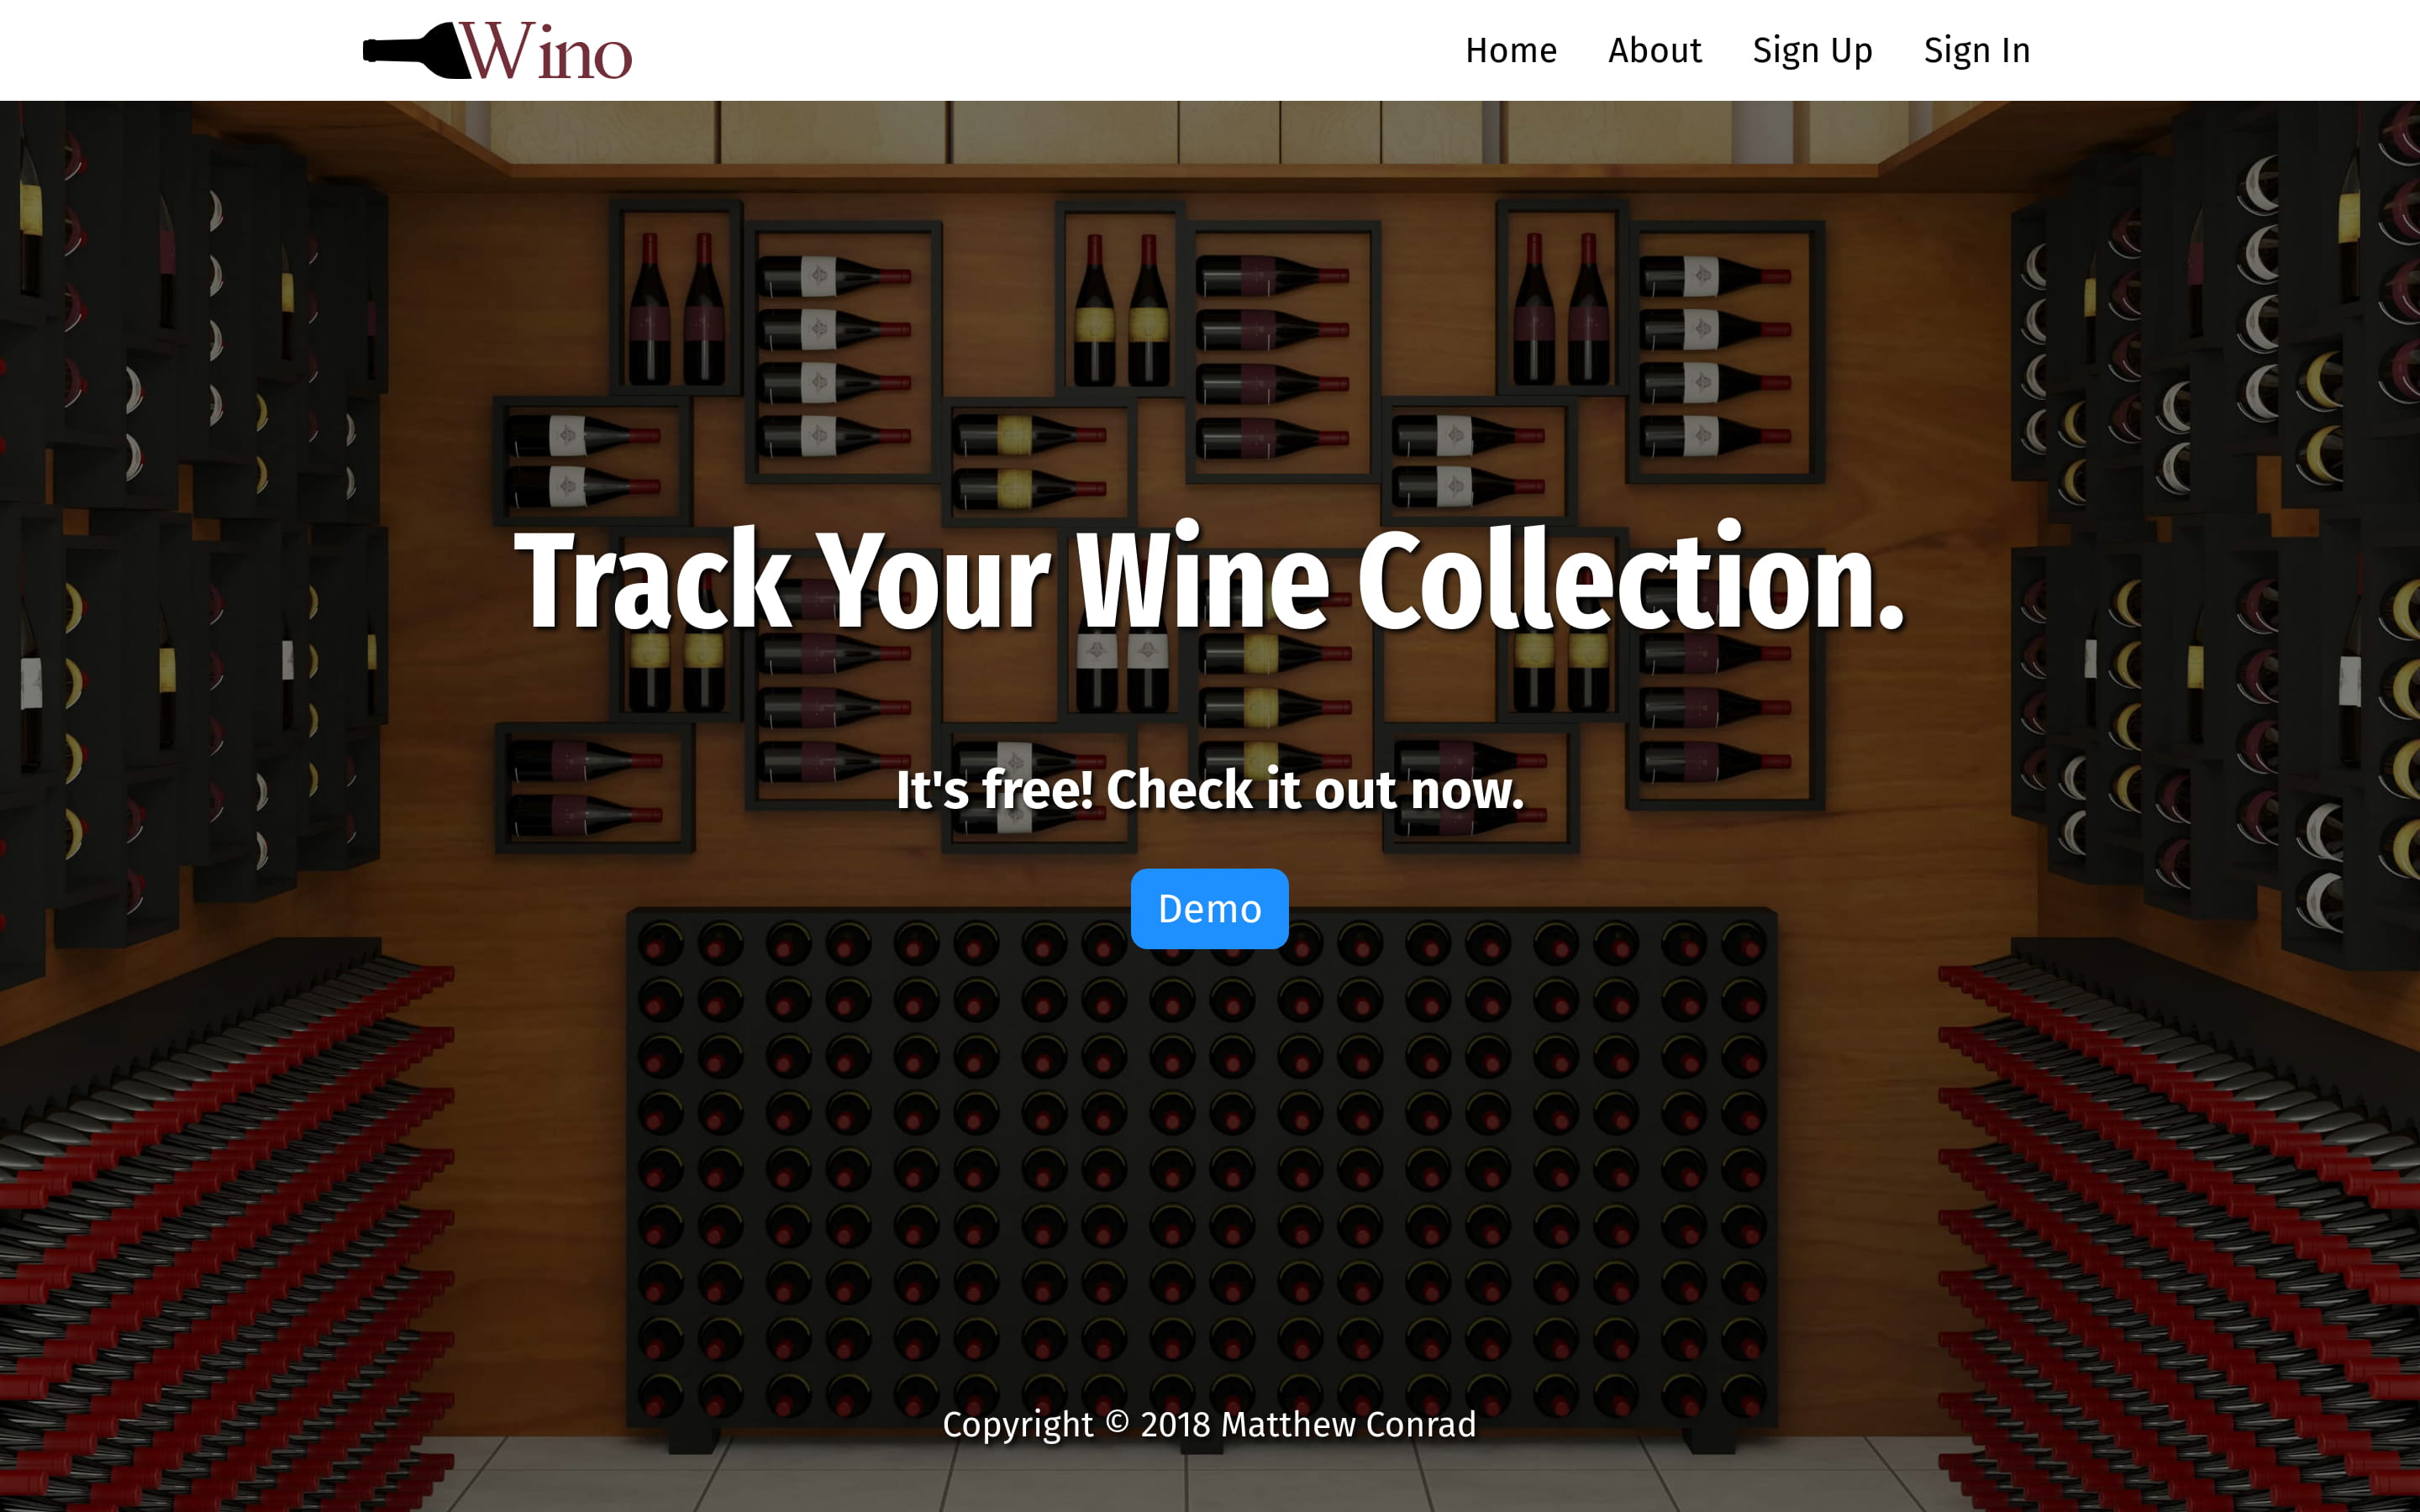 Wino
Home About Sign Up Sign In
Track Your Wine Collection.
It's free! Check it out now.
Demo
Copyright © 2018 Matthew Conrad